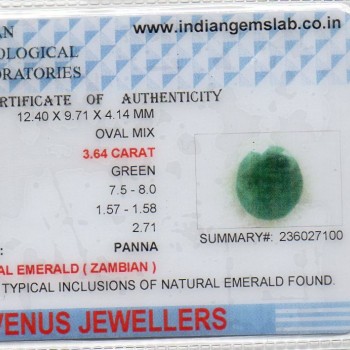 AN www.indiangemslab.co.in
OLOGICAL
ORATORIES
ERTIFICATE OF AUTHENTICITY
12.40 X 9.71 X 4.14 MM
OVAL MIX
3.64 CARAT
GREEN
7.5 - 8.0
1.57 - 1.58
2.71
: PANNA SUMMARY#: 236027100
AL EMERALD ( ZAMBIAN )
TYPICAL INCLUSIONS OF NATURAL EMERALD FOUND.
VENUS JEWELLERS